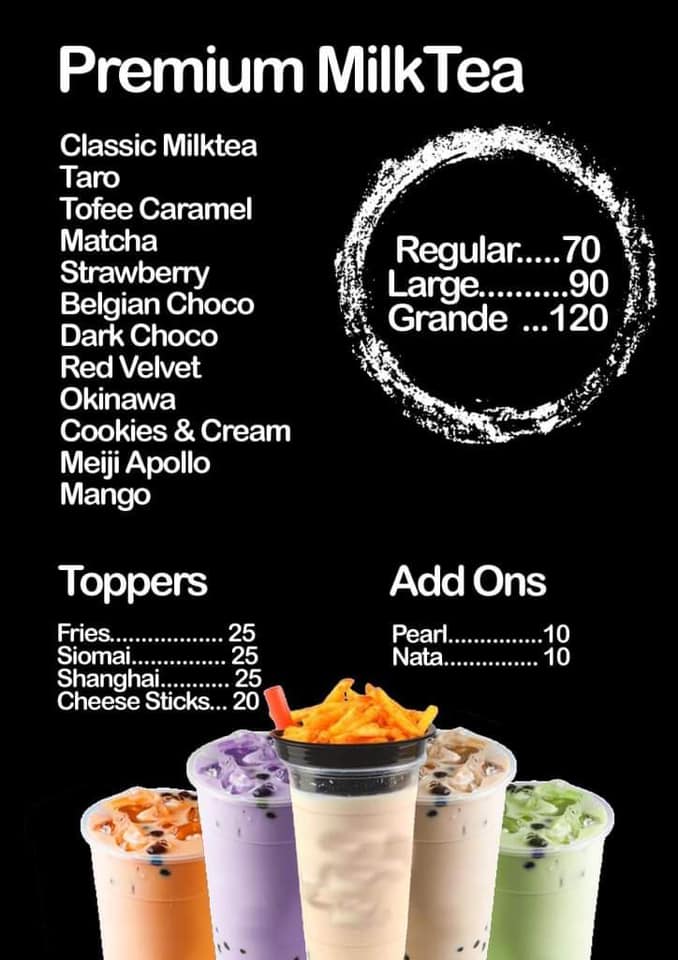 Premium MilkTea
Classic Milktea
Taro
Tofee Caramel
Matcha
Strawberry
Belgian Choco
Dark Choco
Red Velvet
Okinawa
Cookies & Cream
Meiji Apollo
Mango
Regular.....70
Large..........90
Grande ...120
Toppers
Fries.................. 25
Siomai............... 25
Shanghai........... 25
Cheese Sticks... 20
Add Ons
Pearl...............10
Nata............... 10